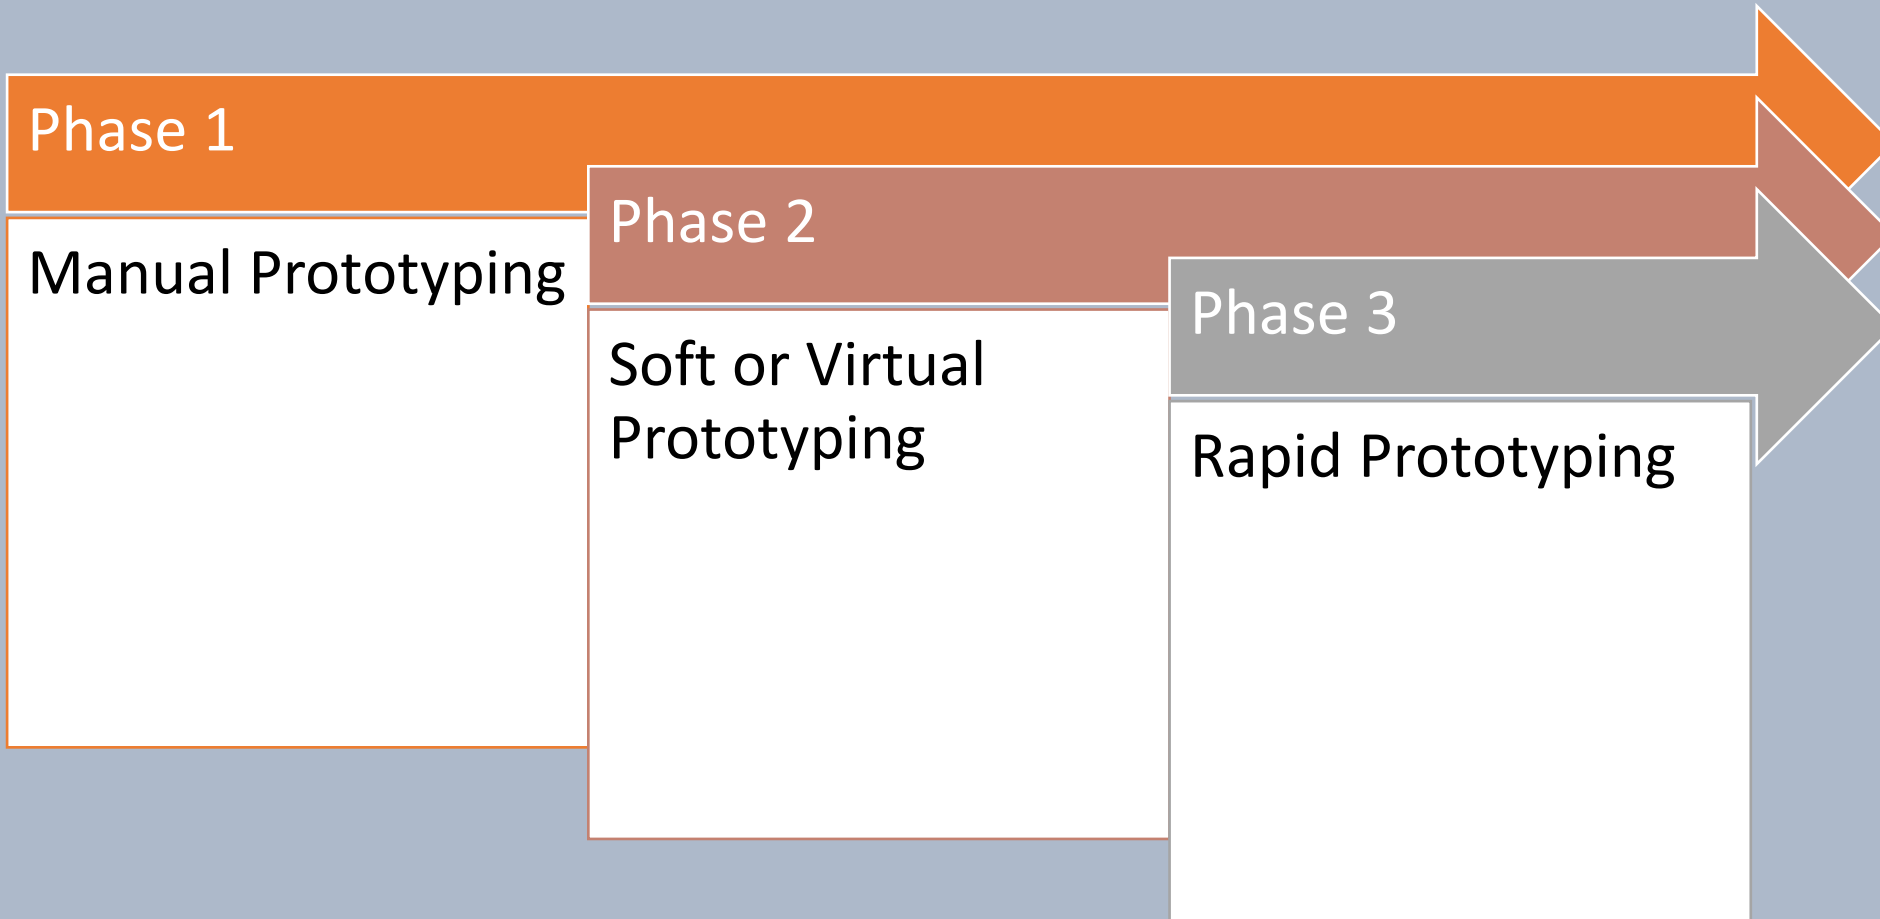 Phase 1
Manual Prototyping
Phase 2
Soft or Virtual
Prototyping
Phase 3
Rapid Prototyping